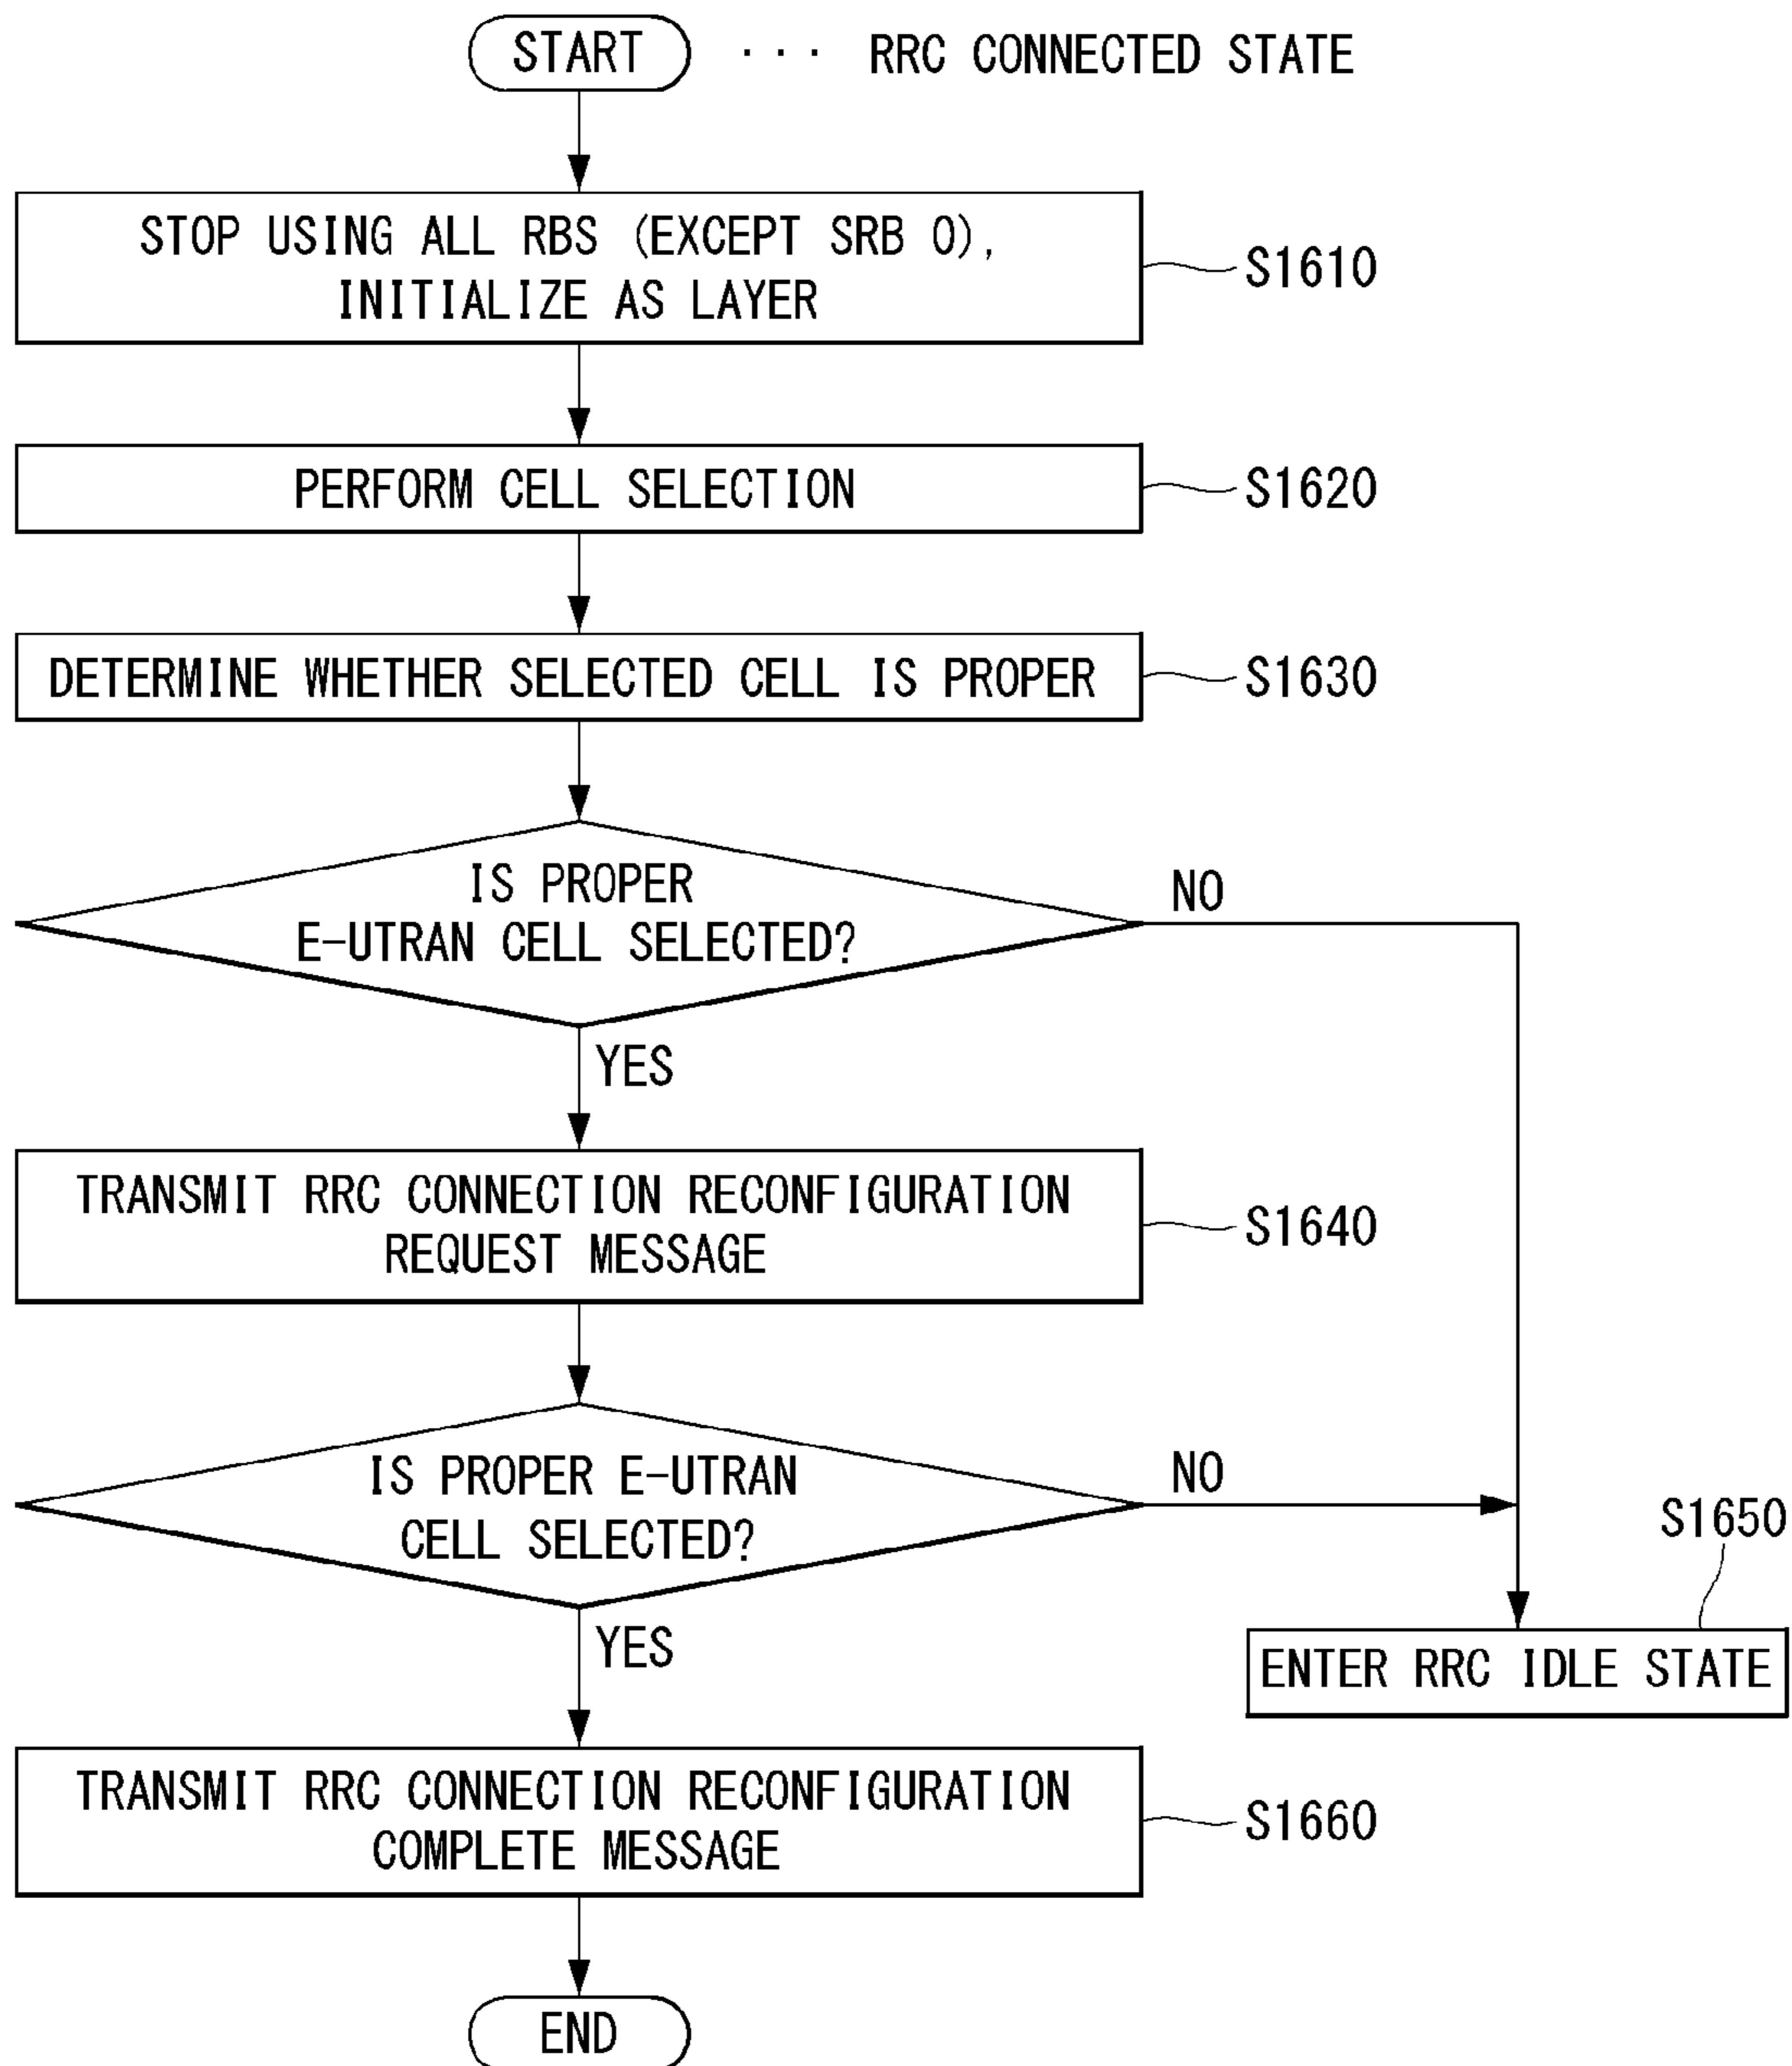 START ··· RRC CONNECTED STATE
STOP USING ALL RBS (EXCEPT SRB 0),
INITIALIZE AS LAYER
S1610
PERFORM CELL SELECTION
S1620
DETERMINE WHETHER SELECTED CELL IS PROPER
S1630
IS PROPER
E-UTRAN CELL SELECTED?
NO
YES
TRANSMIT RRC CONNECTION RECONFIGURATION
REQUEST MESSAGE
S1640
IS PROPER E-UTRAN
CELL SELECTED?
NO
S1650
YES
ENTER RRC IDLE STATE
TRANSMIT RRC CONNECTION RECONFIGURATION
COMPLETE MESSAGE
S1660
END